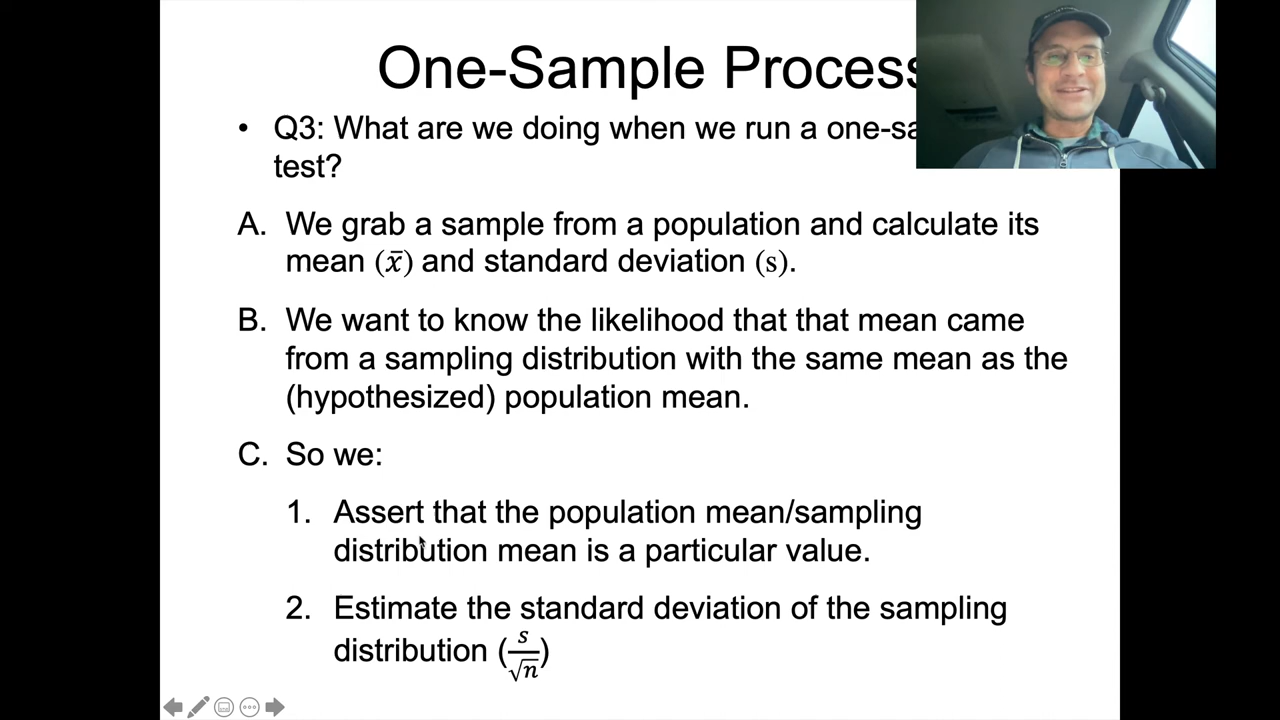 One-Sample Process
• Q3: What are we doing when we run a one-sa
test?
A. We grab a sample from a population and calculate its
mean (x̄) and standard deviation (s).
B. We want to know the likelihood that that mean came
from a sampling distribution with the same mean as the
(hypothesized) population mean.
C. So we:
1. Assert that the population mean/sampling
distribution mean is a particular value.
2. Estimate the standard deviation of the sampling
distribution (s/√n)